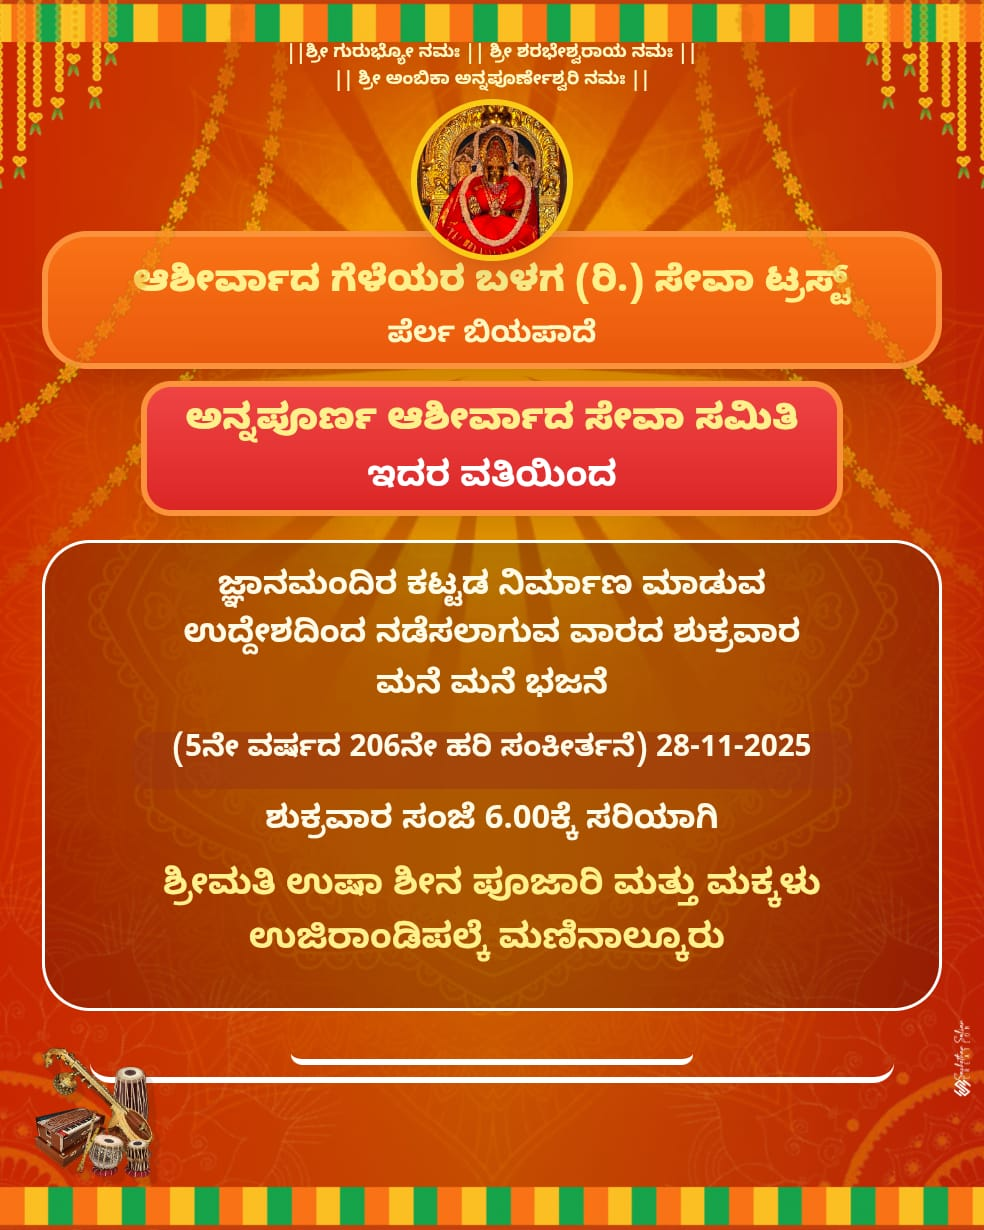 ||ಶ್ರೀ ಗುರುಭ್ಯೋ ನಮಃ || ಶ್ರೀ ಶರಭೇಶ್ವರಾಯ ನಮಃ ||
|| ಶ್ರೀ ಅಂಬಿಕಾ ಅನ್ನಪೂರ್ಣೇಶ್ವರಿ ನಮಃ ||
ಆಶೀರ್ವಾದ ಗೆಳೆಯರ ಬಳಗ (ರಿ.) ಸೇವಾ ಟ್ರಸ್ಟ್
ಪೆರ್ಲ ಬಿಯಪಾದೆ
ಅನ್ನಪೂರ್ಣ ಆಶೀರ್ವಾದ ಸೇವಾ ಸಮಿತಿ
ಇದರ ವತಿಯಿಂದ
ಜ್ಞಾನಮಂದಿರ ಕಟ್ಟಡ ನಿರ್ಮಾಣ ಮಾಡುವ
ಉದ್ದೇಶದಿಂದ ನಡೆಸಲಾಗುವ ವಾರದ ಶುಕ್ರವಾರ
ಮನೆ ಮನೆ ಭಜನೆ
(5ನೇ ವರ್ಷದ 206ನೇ ಹರಿ ಸಂಕೀರ್ತನೆ) 28-11-2025
ಶುಕ್ರವಾರ ಸಂಜೆ 6.00ಕ್ಕೆ ಸರಿಯಾಗಿ
ಶ್ರೀಮತಿ ಉಷಾ ಶೀನ ಪೂಜಾರಿ ಮತ್ತು ಮಕ್ಕಳು
ಉಜಿರಾಂಡಿಪಲ್ಕೆ ಮಣಿನಾಲ್ಕೂರು
CREATION